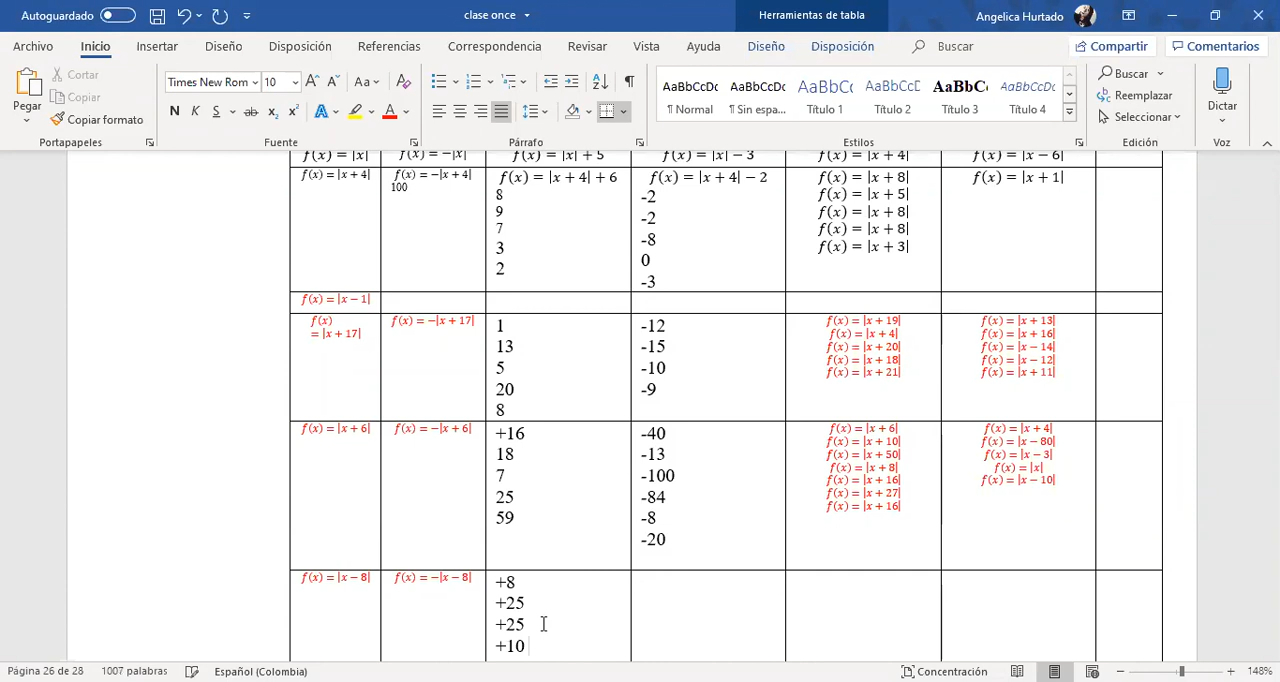 Autoguardado
clase once
Herramientas de tabla
Angelica Hurtado
Archivo Inicio Insertar Diseño Disposición Referencias Correspondencia Revisar Vista Ayuda Diseño Disposición Buscar Compartir Comentarios
Pegar
Cortar
Copiar
Copiar formato
Portapapeles
Times New Rom 10
N K S ab x₂ x²
Fuente
Párrafo
AaBbCcDc AaBbCcDc AaBbCc AaBbCcD AaBbC AaBbCcDc
¶ Normal ¶ Sin espa... Título 1 Título 2 Título 3 Título 4
Estilos
Buscar
Reemplazar
Seleccionar
Edición
Dictar
Voz
f(x) = |x| f(x) = −|x| f(x) = |x| + 5 f(x) = |x| − 3 f(x) = |x + 4| f(x) = |x − 6|
f(x) = |x + 4|
f(x) = −|x + 4|
100
f(x) = |x + 4| + 6
8
9
7
3
2
f(x) = |x + 4| − 2
-2
-2
-8
0
-3
f(x) = |x + 8|
f(x) = |x + 5|
f(x) = |x + 8|
f(x) = |x + 8|
f(x) = |x + 3|
f(x) = |x + 1|
f(x) = |x − 1|
f(x)
= |x + 17|
f(x) = −|x + 17|
1
13
5
20
8
-12
-15
-10
-9
f(x) = |x + 19|
f(x) = |x + 4|
f(x) = |x + 20|
f(x) = |x + 18|
f(x) = |x + 21|
f(x) = |x + 13|
f(x) = |x + 16|
f(x) = |x − 14|
f(x) = |x − 12|
f(x) = |x + 11|
f(x) = |x + 6|
f(x) = −|x + 6|
+16
18
7
25
59
-40
-13
-100
-84
-8
-20
f(x) = |x + 6|
f(x) = |x + 10|
f(x) = |x + 50|
f(x) = |x + 8|
f(x) = |x + 16|
f(x) = |x + 27|
f(x) = |x + 16|
f(x) = |x + 4|
f(x) = |x − 80|
f(x) = |x − 3|
f(x) = |x|
f(x) = |x − 10|
f(x) = |x − 8|
f(x) = −|x − 8|
+8
+25
+25
+10
Página 26 de 28 1007 palabras Español (Colombia) Concentración 148%